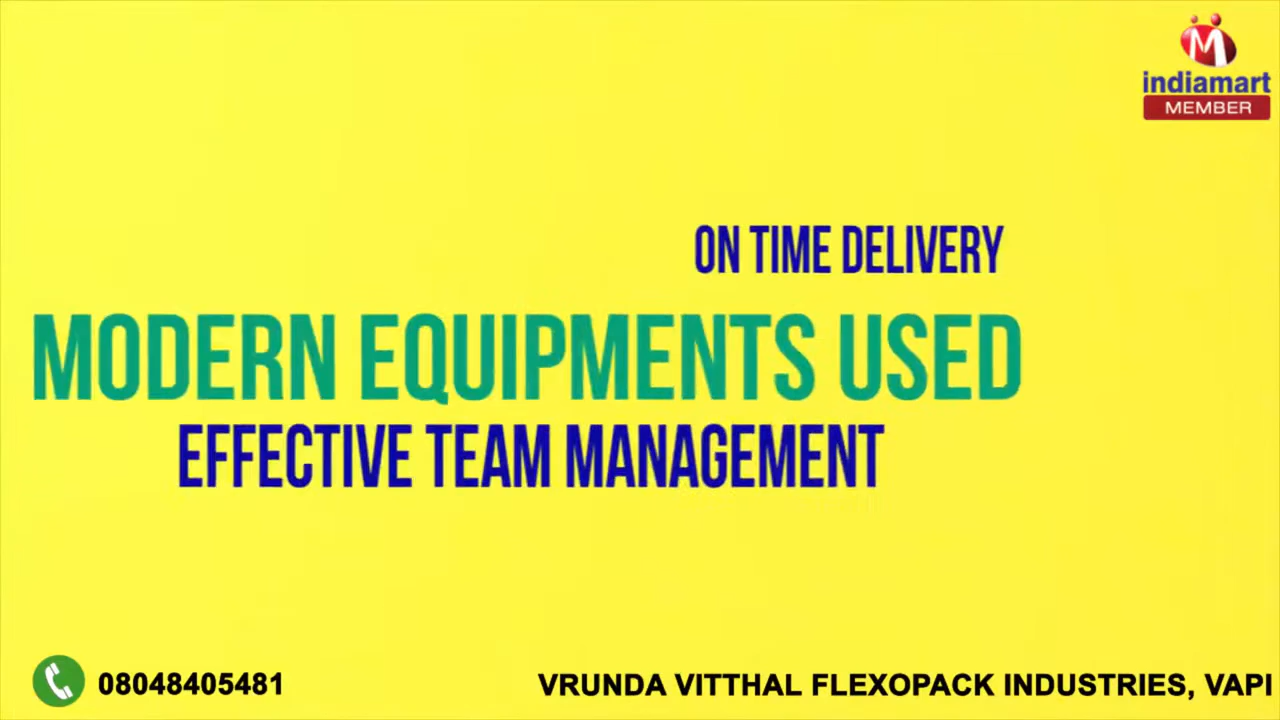 indiamart
MEMBER
ON TIME DELIVERY
MODERN EQUIPMENTS USED
EFFECTIVE TEAM MANAGEMENT
08048405481
VRUNDA VITTHAL FLEXOPACK INDUSTRIES, VAPI